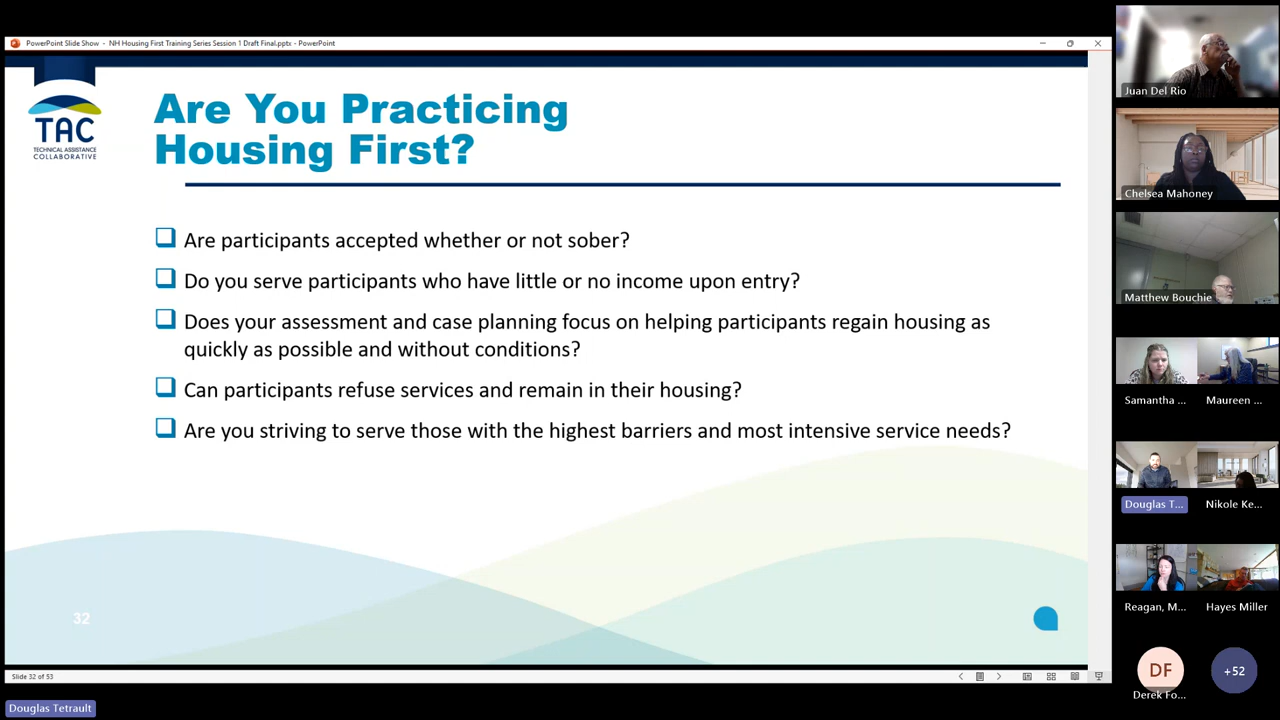 PowerPoint Slide Show - NH Housing First Training Series Session 1 Draft Final.pptx - PowerPoint
TAC
TECHNICAL ASSISTANCE
COLLABORATIVE
Are You Practicing
Housing First?
Are participants accepted whether or not sober?
Do you serve participants who have little or no income upon entry?
Does your assessment and case planning focus on helping participants regain housing as
quickly as possible and without conditions?
Can participants refuse services and remain in their housing?
Are you striving to serve those with the highest barriers and most intensive service needs?
32
Slide 32 of 53
Douglas Tetrault
Juan Del Rio
Chelsea Mahoney
Matthew Bouchie
Samantha ...
Maureen ...
Douglas T...
Nikole Ke...
Reagan, M...
Hayes Miller
DF
Derek Fo...
+52